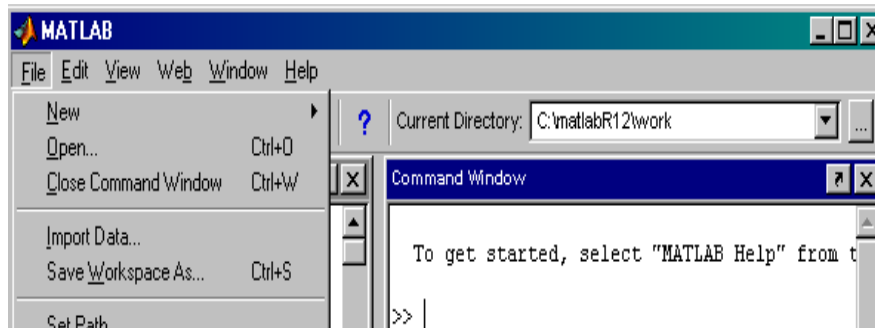 MATLAB
File Edit View Web Window Help
New
Open... Ctrl+O
Close Command Window Ctrl+W
Import Data...
Save Workspace As... Ctrl+S
Set Path
? Current Directory: C:\matlabR12\work ...
Command Window
To get started, select "MATLAB Help" from t
>>